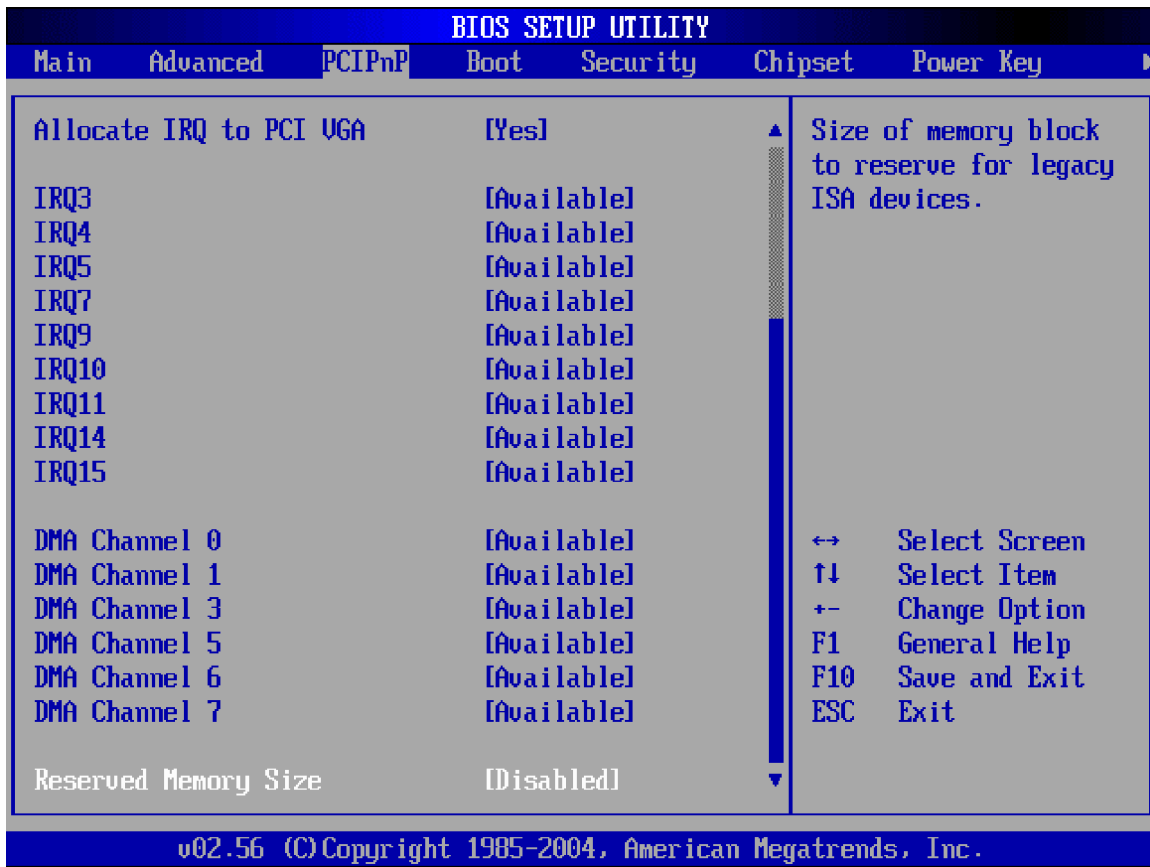 BIOS SETUP UTILITY
Main Advanced PCIPnP Boot Security Chipset Power Key
Allocate IRQ to PCI VGA [Yes]
IRQ3 [Available]
IRQ4 [Available]
IRQ5 [Available]
IRQ7 [Available]
IRQ9 [Available]
IRQ10 [Available]
IRQ11 [Available]
IRQ14 [Available]
IRQ15 [Available]
DMA Channel 0 [Available]
DMA Channel 1 [Available]
DMA Channel 3 [Available]
DMA Channel 5 [Available]
DMA Channel 6 [Available]
DMA Channel 7 [Available]
Reserved Memory Size [Disabled]
Size of memory block
to reserve for legacy
ISA devices.
←→ Select Screen
↑↓ Select Item
+- Change Option
F1 General Help
F10 Save and Exit
ESC Exit
v02.56 (C)Copyright 1985-2004, American Megatrends, Inc.